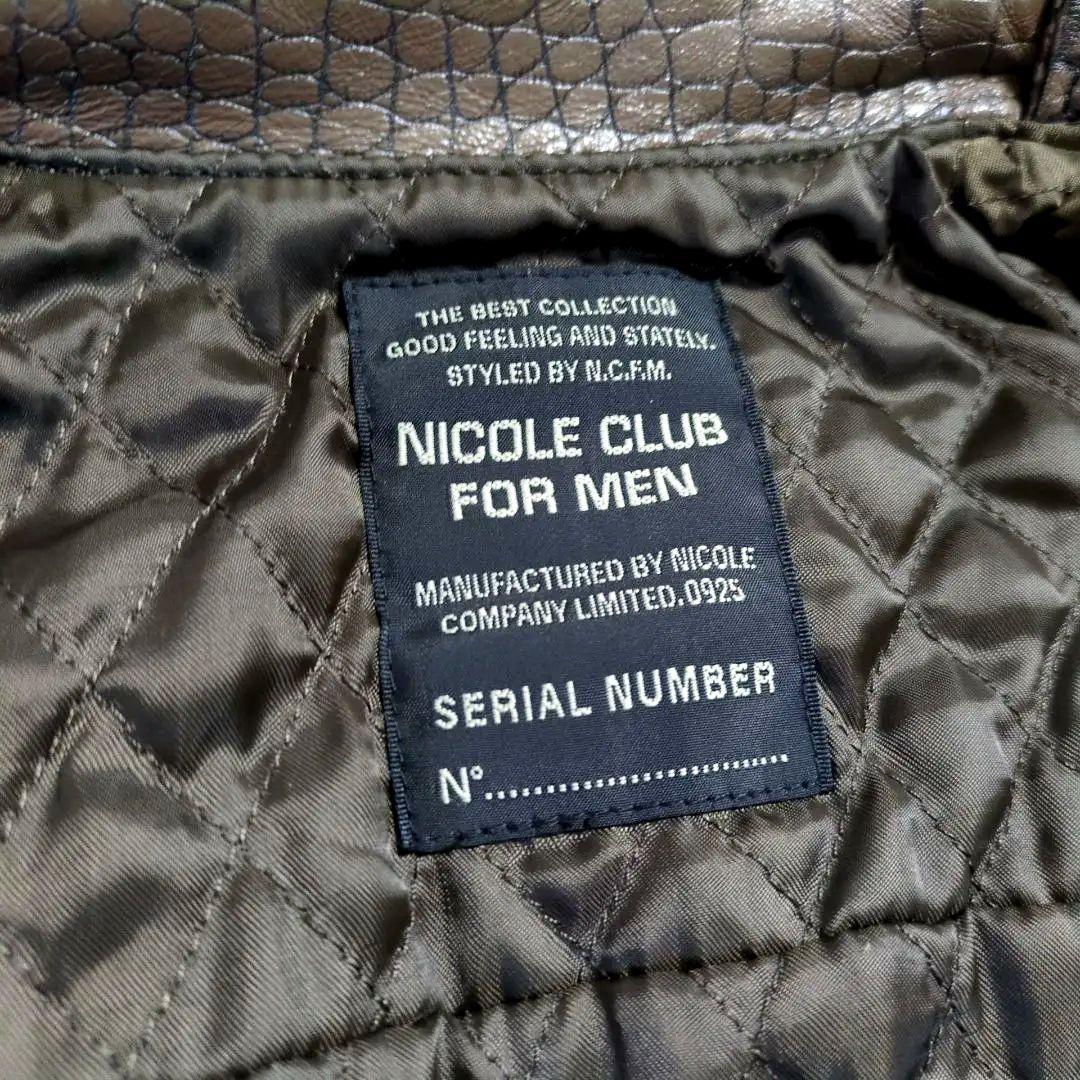 THE BEST COLLECTION
GOOD FEELING AND STATELY.
STYLED BY N.C.F.M.
NICOLE CLUB
FOR MEN
MANUFACTURED BY NICOLE
COMPANY LIMITED.0925
SERIAL NUMBER
N°..............................